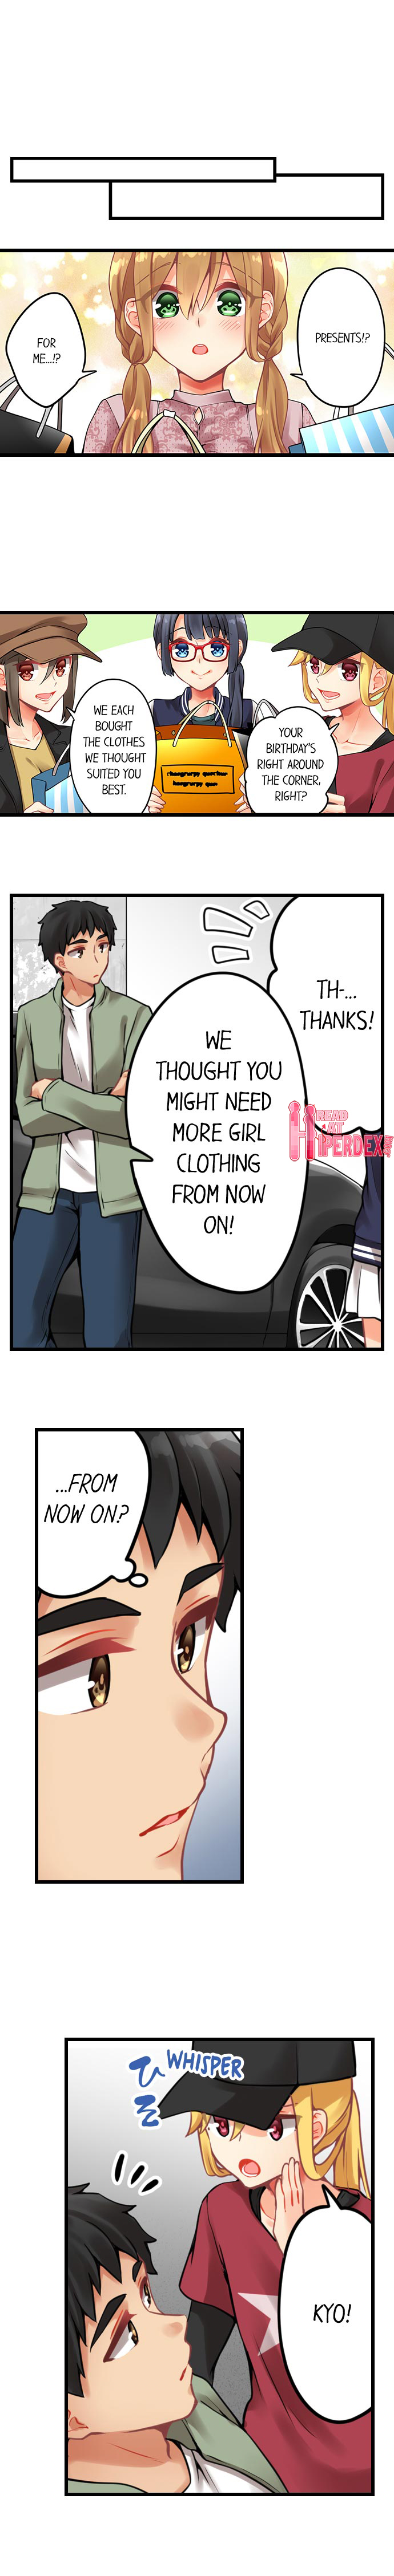 PRESENTS!?
FOR
ME...!?
YOUR
BIRTHDAY'S
RIGHT AROUND
THE CORNER,
RIGHT?
WE EACH
BOUGHT
THE CLOTHES
WE THOUGHT
SUITED YOU
BEST.
TH-...
THANKS!
WE
THOUGHT YOU
MIGHT NEED
MORE GIRL
CLOTHING
FROM NOW
ON!
READ
AT
HIPERDEX
...FROM
NOW ON?
ひそ
WHISPER
KYO!